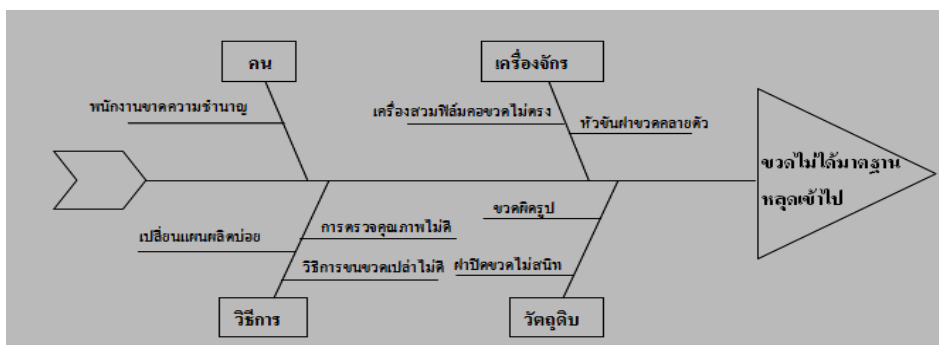 คน
เครื่องจักร
พนักงานขาดความชำนาญ
เครื่องสวมฟิล์มคอขวดไม่ตรง
หัวขันฝาขวดคลายตัว
ขวดไม่ได้มาตฐาน
หลุดเข้าไป
เปลี่ยนแผนผลิตบ่อย
การตรวจคุณภาพไม่ดี
ขวดผิดรูป
วิธีการขนขวดเปล่าไม่ดี
ฝาปิดขวดไม่สนิท
วิธีการ
วัตถุดิบ